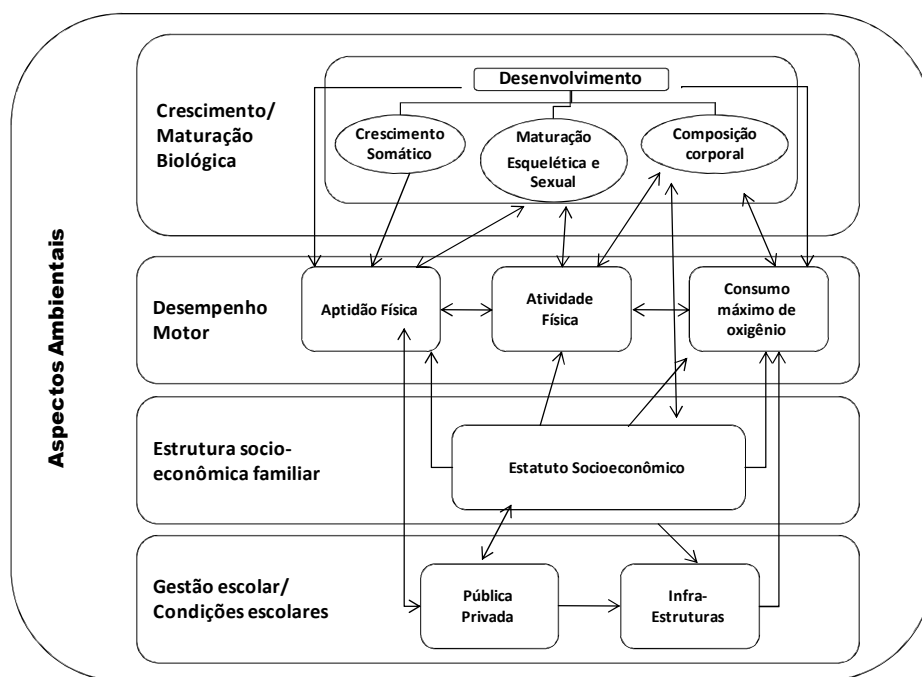 Aspectos Ambientais
Crescimento/
Maturação
Biológica
Desenvolvimento
Crescimento
Somático
Maturação
Esquelética e
Sexual
Composição
corporal
Desempenho
Motor
Aptidão Física
Atividade
Física
Consumo
máximo de
oxigênio
Estrutura socio-
econômica familiar
Estatuto Socioeconômico
Gestão escolar/
Condições escolares
Pública
Privada
Infra-
Estruturas